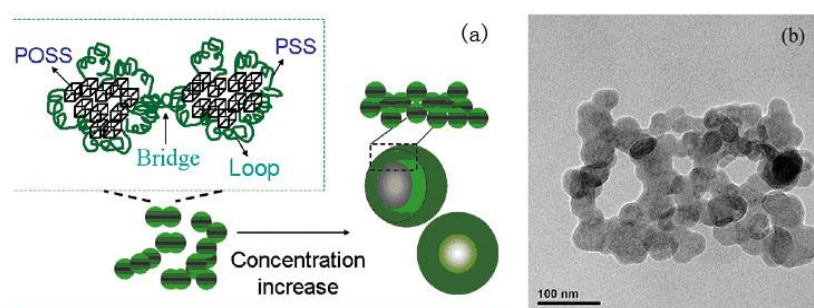 (a)
POSS
PSS
Bridge
Loop
Concentration
increase
(b)
100 nm